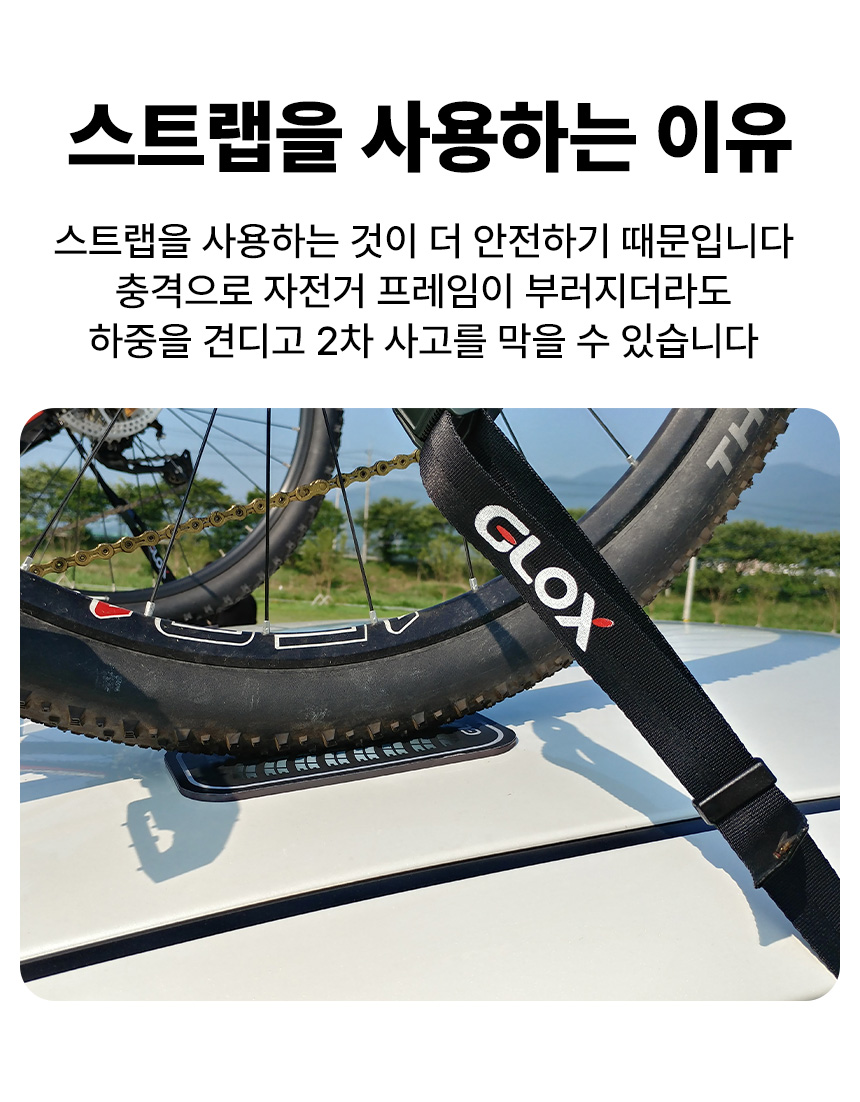 스트랩을 사용하는 이유
스트랩을 사용하는 것이 더 안전하기 때문입니다
충격으로 자전거 프레임이 부러지더라도
하중을 견디고 2차 사고를 막을 수 있습니다
TH
GLOX